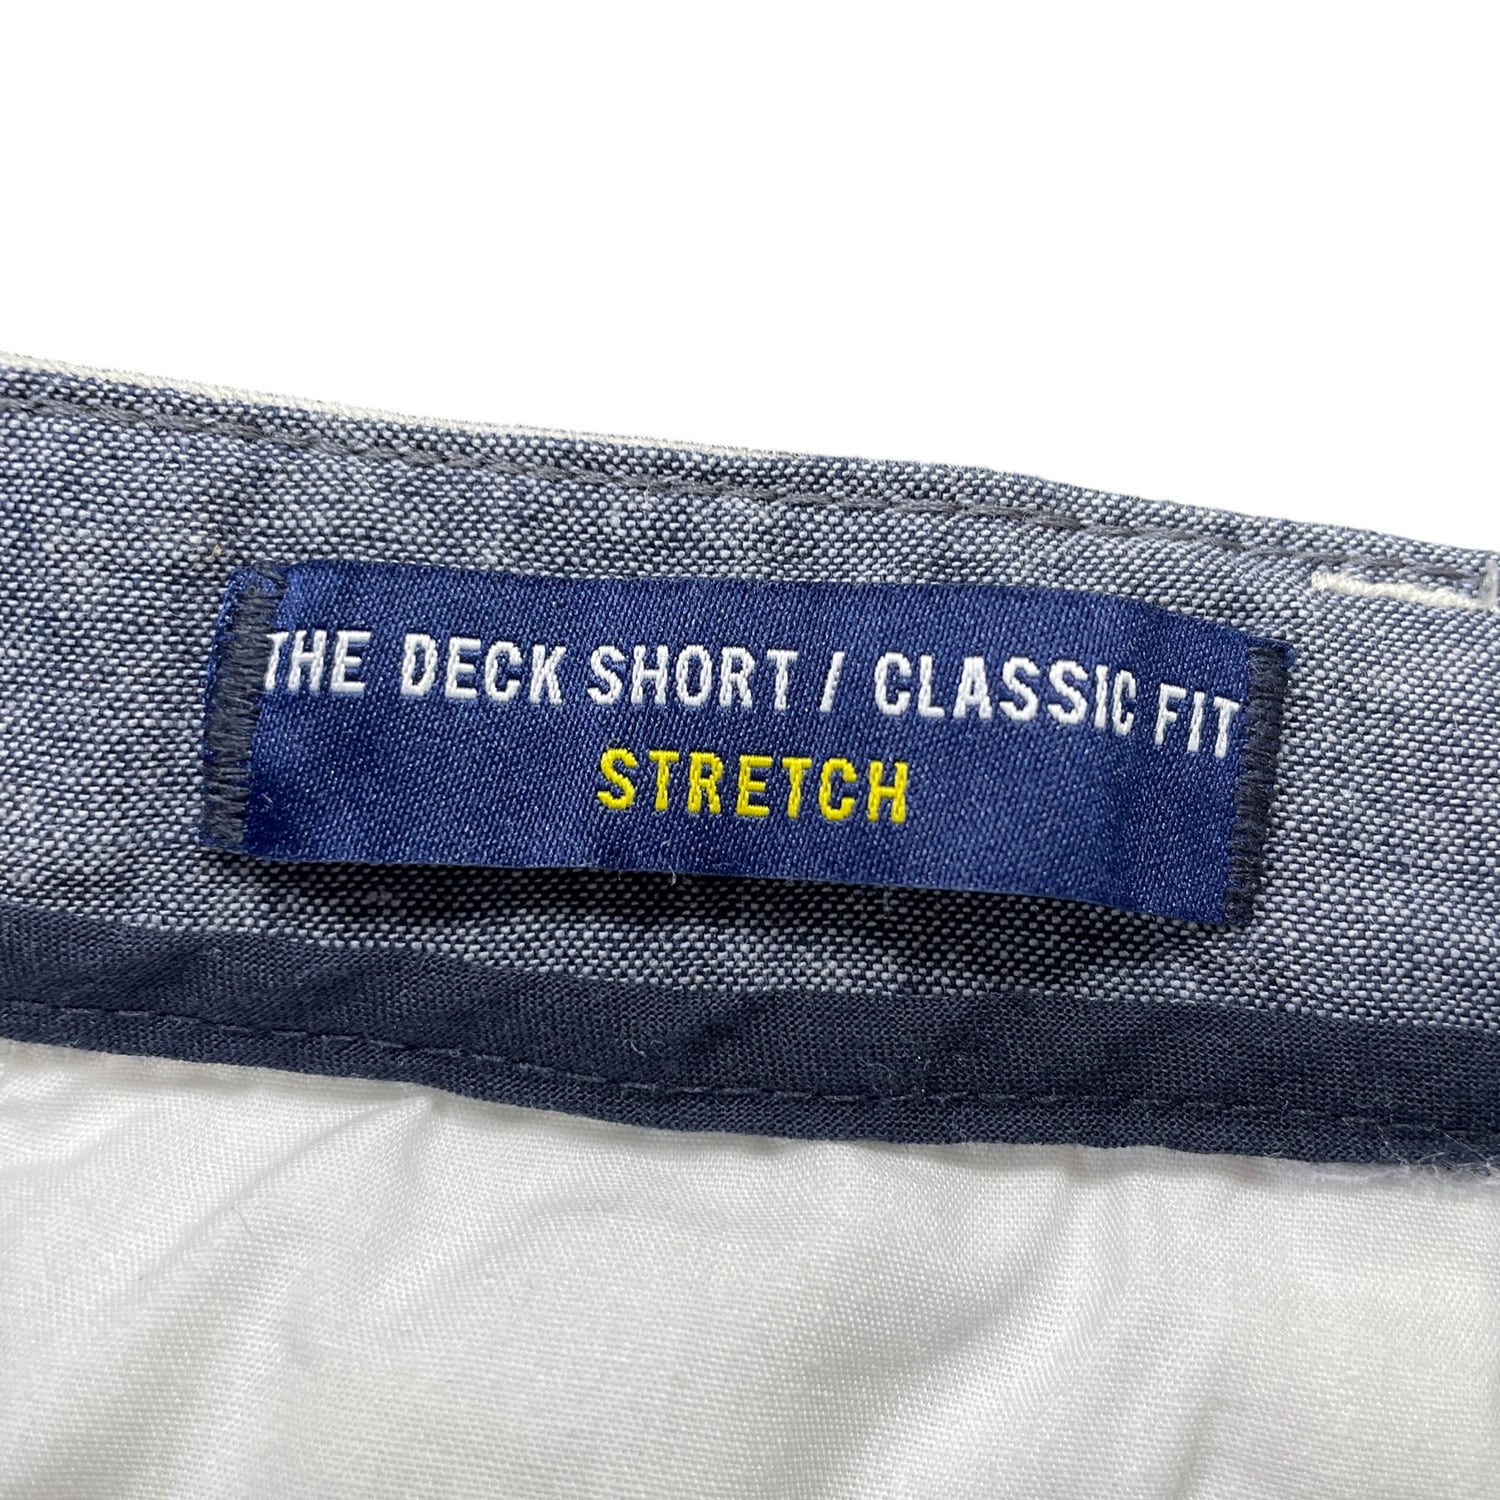 THE DECK SHORT / CLASSIC FIT
STRETCH